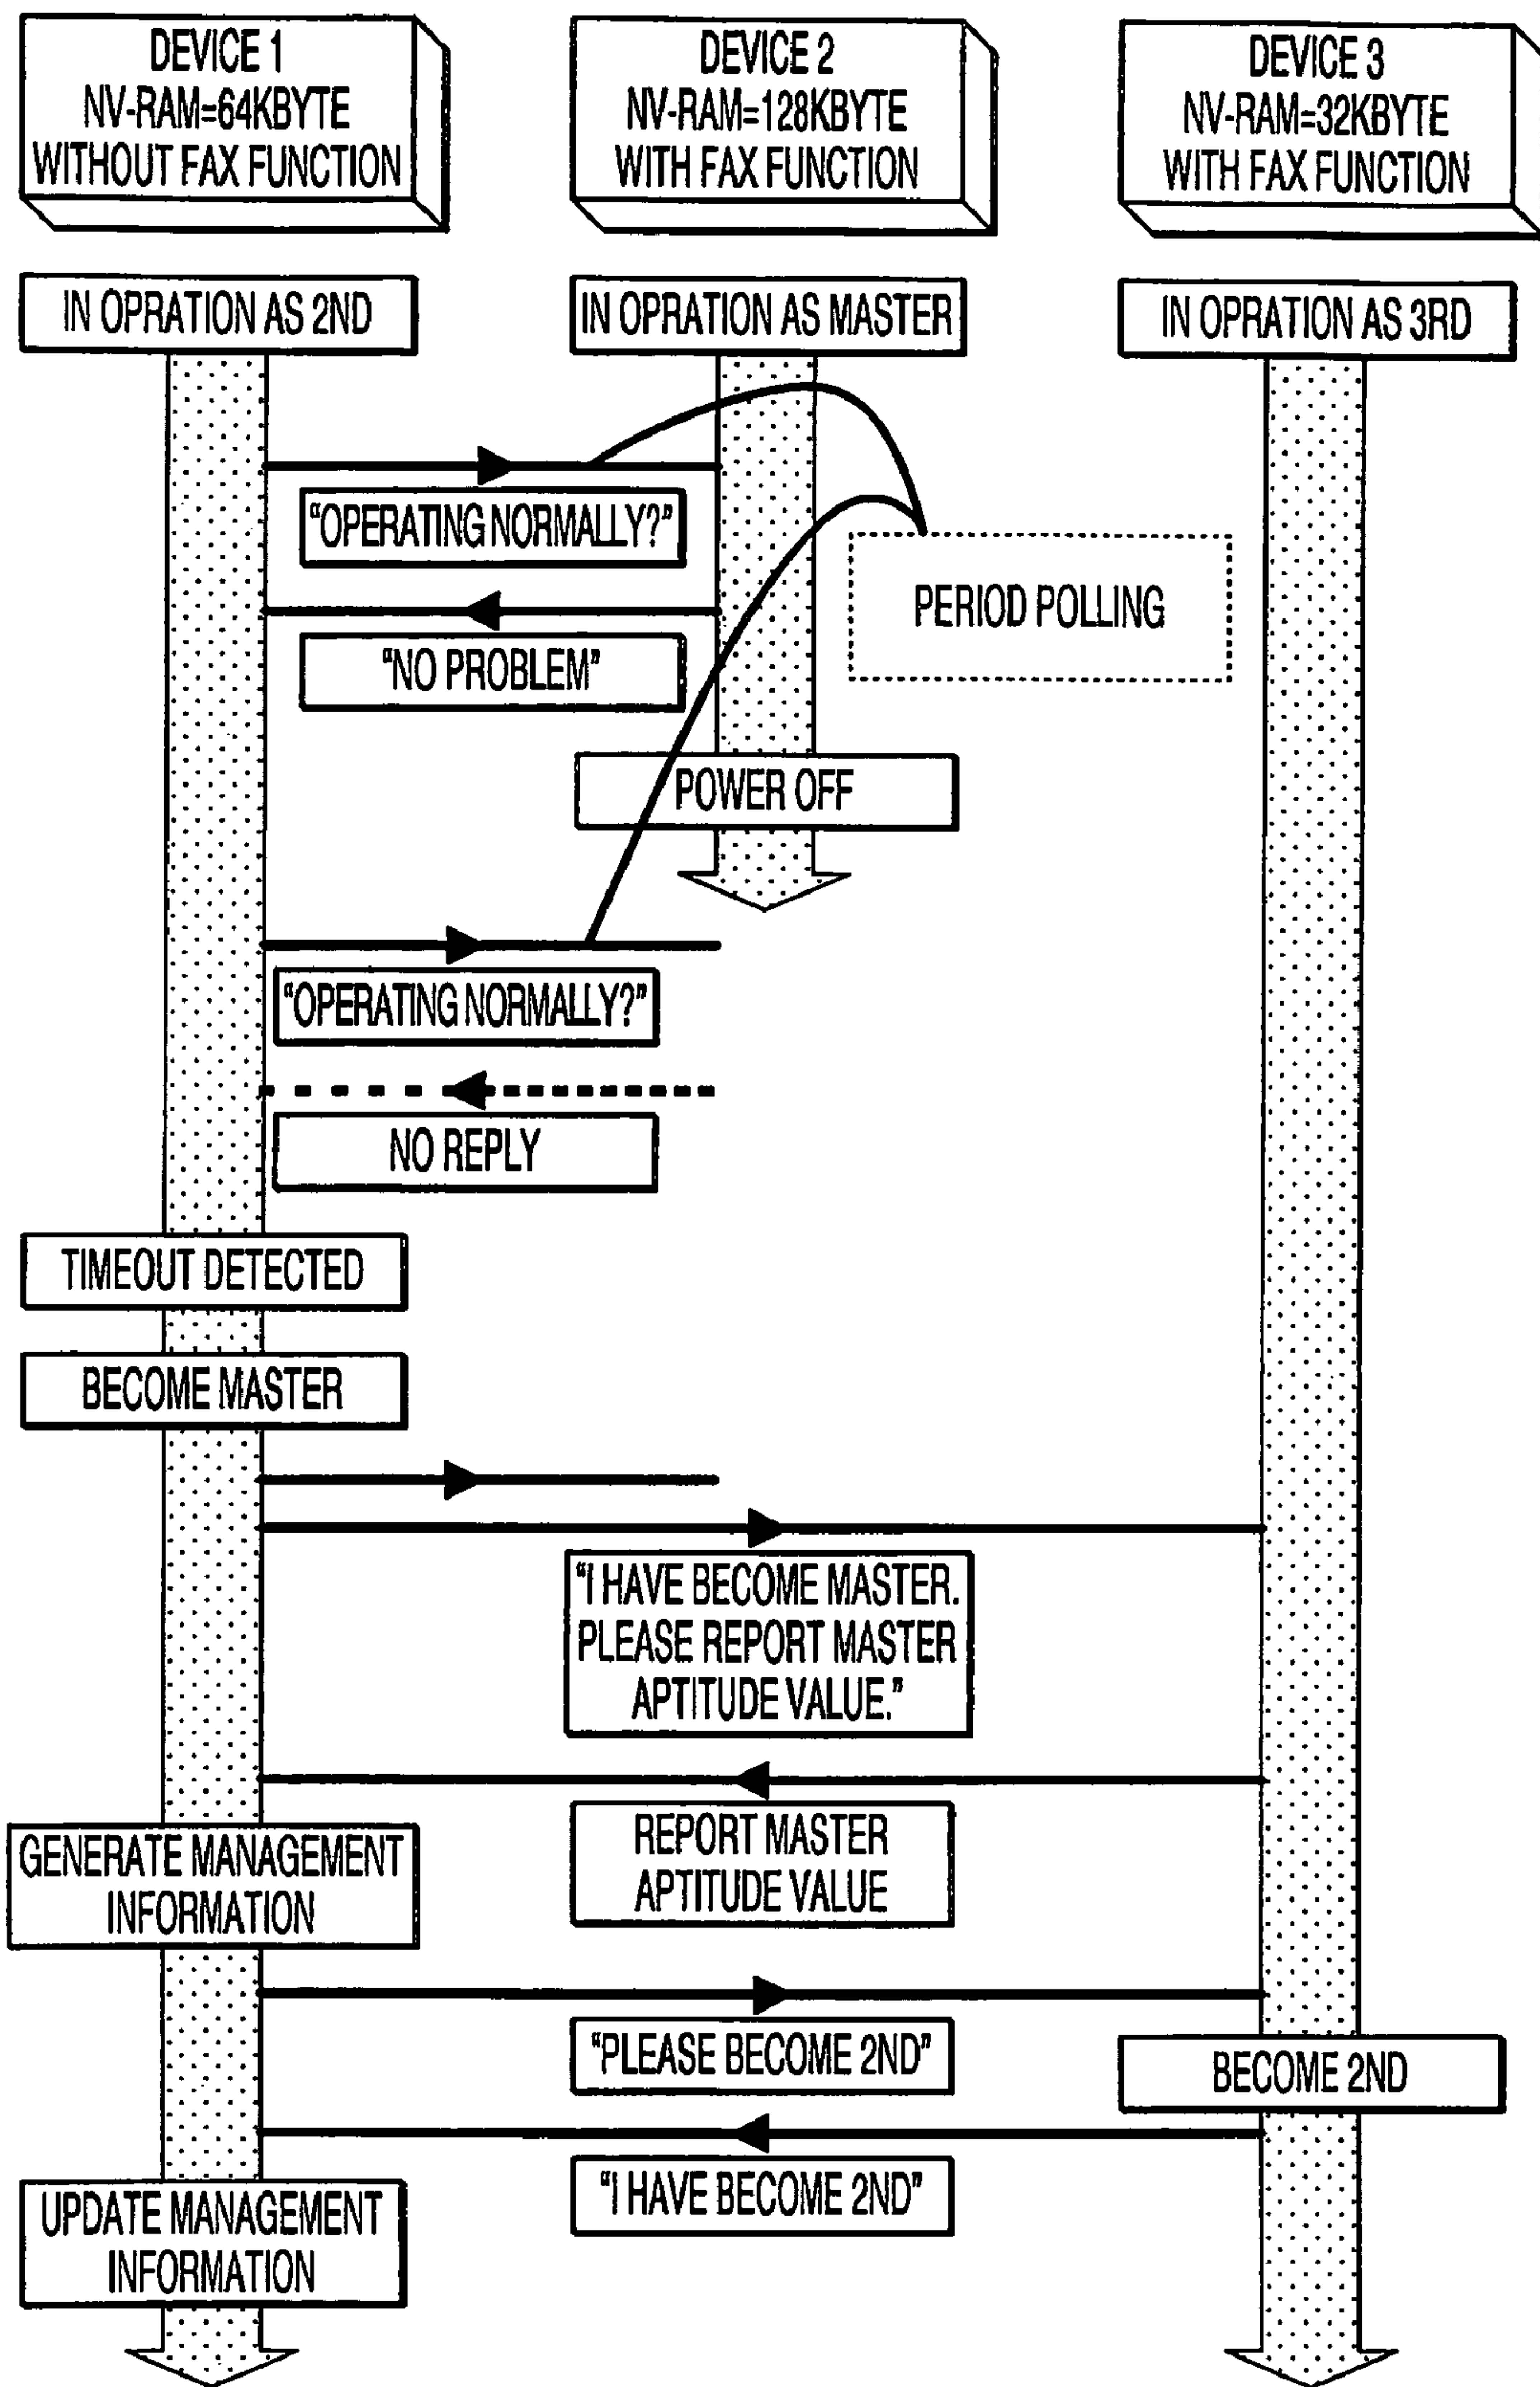 DEVICE 1
NV-RAM=64KBYTE
WITHOUT FAX FUNCTION
DEVICE 2
NV-RAM=128KBYTE
WITH FAX FUNCTION
DEVICE 3
NV-RAM=32KBYTE
WITH FAX FUNCTION
IN OPRATION AS 2ND
IN OPRATION AS MASTER
IN OPRATION AS 3RD
“OPERATING NORMALLY?”
PERIOD POLLING
“NO PROBLEM”
POWER OFF
“OPERATING NORMALLY?”
NO REPLY
TIMEOUT DETECTED
BECOME MASTER
“I HAVE BECOME MASTER.
PLEASE REPORT MASTER
APTITUDE VALUE.”
REPORT MASTER
APTITUDE VALUE
GENERATE MANAGEMENT
INFORMATION
“PLEASE BECOME 2ND”
BECOME 2ND
“I HAVE BECOME 2ND”
UPDATE MANAGEMENT
INFORMATION